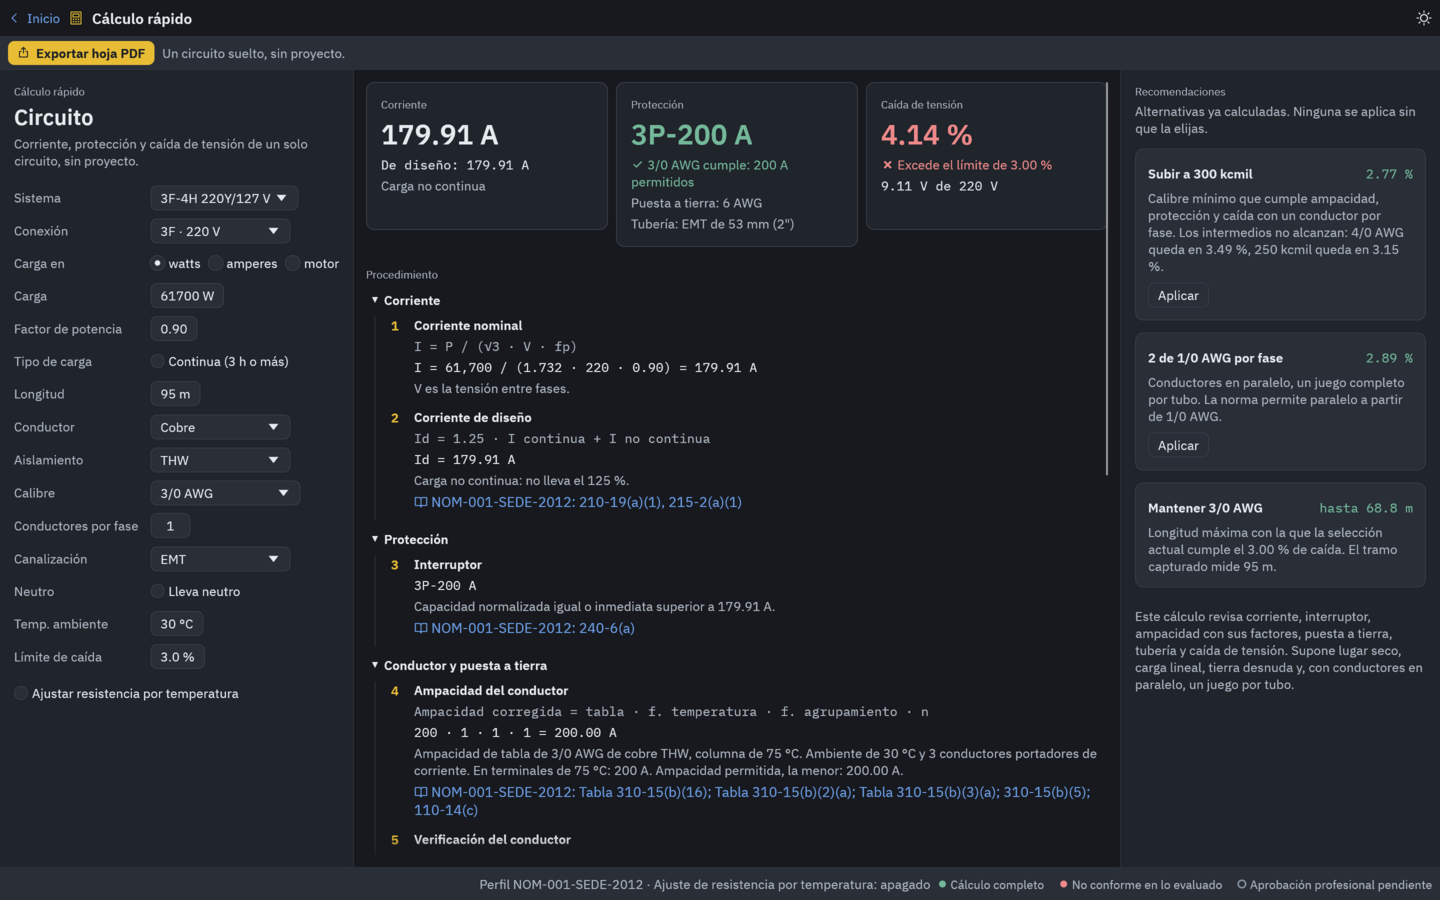 Inicio
Cálculo rápido
Exportar hoja PDF
Un circuito suelto, sin proyecto.
Cálculo rápido
Circuito
Corriente, protección y caída de tensión de un solo
circuito, sin proyecto.
Sistema
3F-4H 220Y/127 V
Conexión
3F · 220 V
Carga en
watts
amperes
motor
Carga
61700 W
Factor de potencia
0.90
Tipo de carga
Continua (3 h o más)
Longitud
95 m
Conductor
Cobre
Aislamiento
THW
Calibre
3/0 AWG
Conductores por fase
1
Canalización
EMT
Neutro
Lleva neutro
Temp. ambiente
30 °C
Límite de caída
3.0 %
Ajustar resistencia por temperatura
Corriente
179.91 A
De diseño: 179.91 A
Carga no continua
Protección
3P-200 A
✓ 3/0 AWG cumple: 200 A
permitidos
Puesta a tierra: 6 AWG
Tubería: EMT de 53 mm (2")
Caída de tensión
4.14 %
✕ Excede el límite de 3.00 %
9.11 V de 220 V
Procedimiento
Corriente
1 Corriente nominal
I = P / (√3 · V · fp)
I = 61,700 / (1.732 · 220 · 0.90) = 179.91 A
V es la tensión entre fases.
2 Corriente de diseño
Id = 1.25 · I continua + I no continua
Id = 179.91 A
Carga no continua: no lleva el 125 %.
NOM-001-SEDE-2012: 210-19(a)(1), 215-2(a)(1)
Protección
3 Interruptor
3P-200 A
Capacidad normalizada igual o inmediata superior a 179.91 A.
NOM-001-SEDE-2012: 240-6(a)
Conductor y puesta a tierra
4 Ampacidad del conductor
Ampacidad corregida = tabla · f. temperatura · f. agrupamiento · n
200 · 1 · 1 · 1 = 200.00 A
Ampacidad de tabla de 3/0 AWG de cobre THW, columna de 75 °C. Ambiente de 30 °C y 3 conductores portadores de
corriente. En terminales de 75 °C: 200 A. Ampacidad permitida, la menor: 200.00 A.
NOM-001-SEDE-2012: Tabla 310-15(b)(16); Tabla 310-15(b)(2)(a); Tabla 310-15(b)(3)(a); 310-15(b)(5);
110-14(c)
5 Verificación del conductor
Recomendaciones
Alternativas ya calculadas. Ninguna se aplica sin
que la elijas.
Subir a 300 kcmil
2.77 %
Calibre mínimo que cumple ampacidad,
protección y caída con un conductor por
fase. Los intermedios no alcanzan: 4/0 AWG
queda en 3.49 %, 250 kcmil queda en 3.15
%.
Aplicar
2 de 1/0 AWG por fase
2.89 %
Conductores en paralelo, un juego completo
por tubo. La norma permite paralelo a partir
de 1/0 AWG.
Aplicar
Mantener 3/0 AWG
hasta 68.8 m
Longitud máxima con la que la selección
actual cumple el 3.00 % de caída. El tramo
capturado mide 95 m.
Este cálculo revisa corriente, interruptor,
ampacidad con sus factores, puesta a tierra,
tubería y caída de tensión. Supone lugar seco,
carga lineal, tierra desnuda y, con conductores en
paralelo, un juego por tubo.
Perfil NOM-001-SEDE-2012 · Ajuste de resistencia por temperatura: apagado
Cálculo completo
No conforme en lo evaluado
Aprobación profesional pendiente